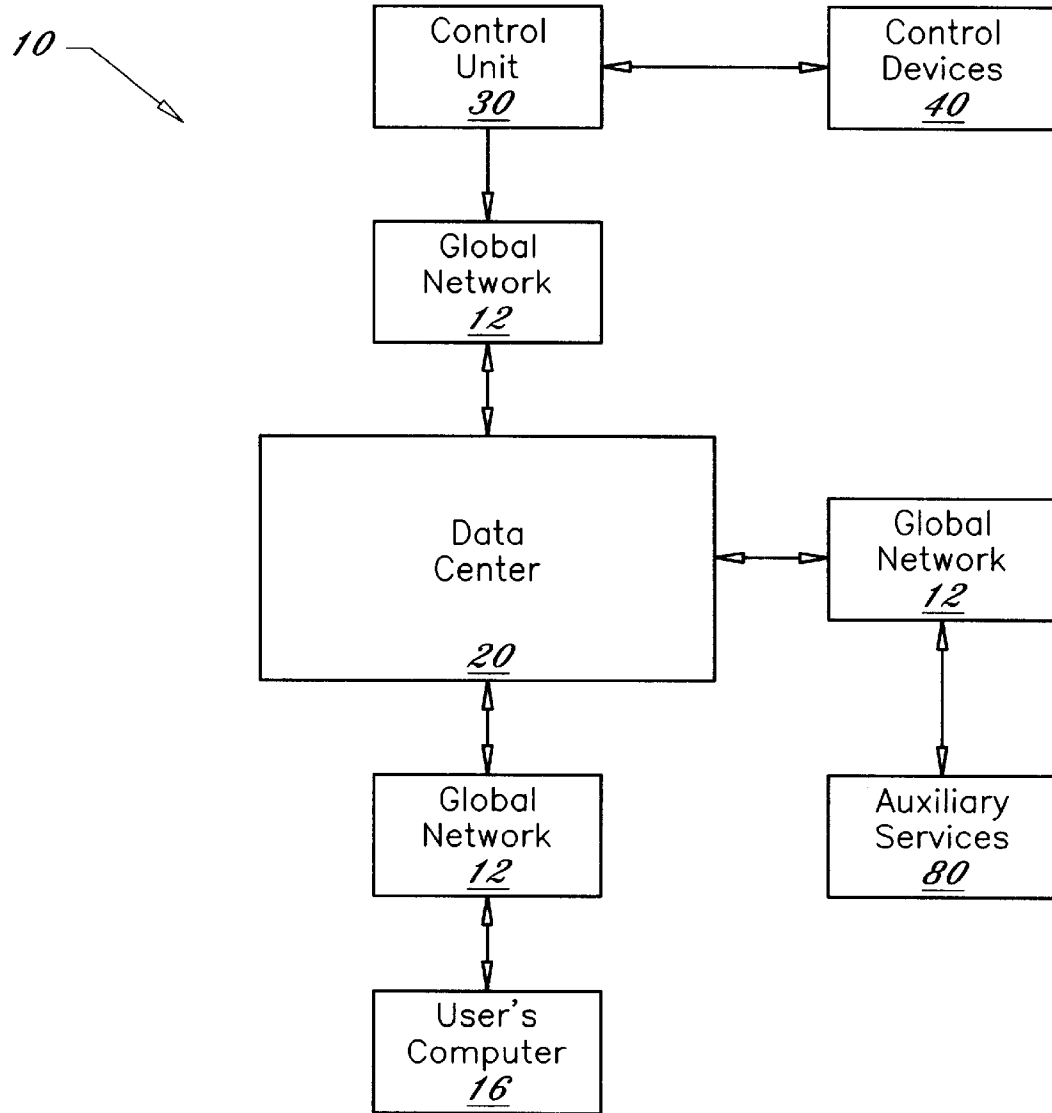 10
Control
Unit
30
Control
Devices
40
Global
Network
12
Data
Center
20
Global
Network
12
Global
Network
12
Auxiliary
Services
80
User's
Computer
16